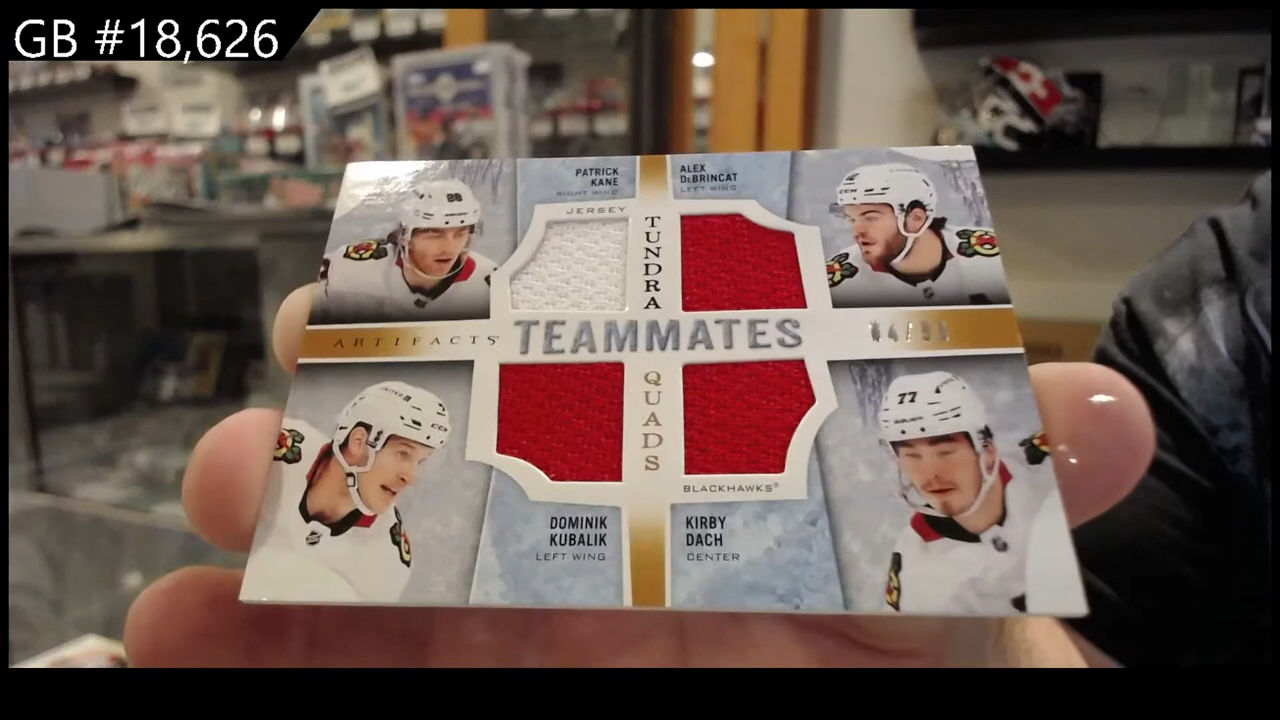 GB #18,626
PATRICK
KANE
RIGHT WING
ALEX
DeBRINCAT
LEFT WING
JERSEY
TUNDRA
88
ARTIFACTS
TEAMMATES
QUADS
77
BLACKHAWKS®
DOMINIK
KUBALIK
LEFT WING
KIRBY
DACH
CENTER